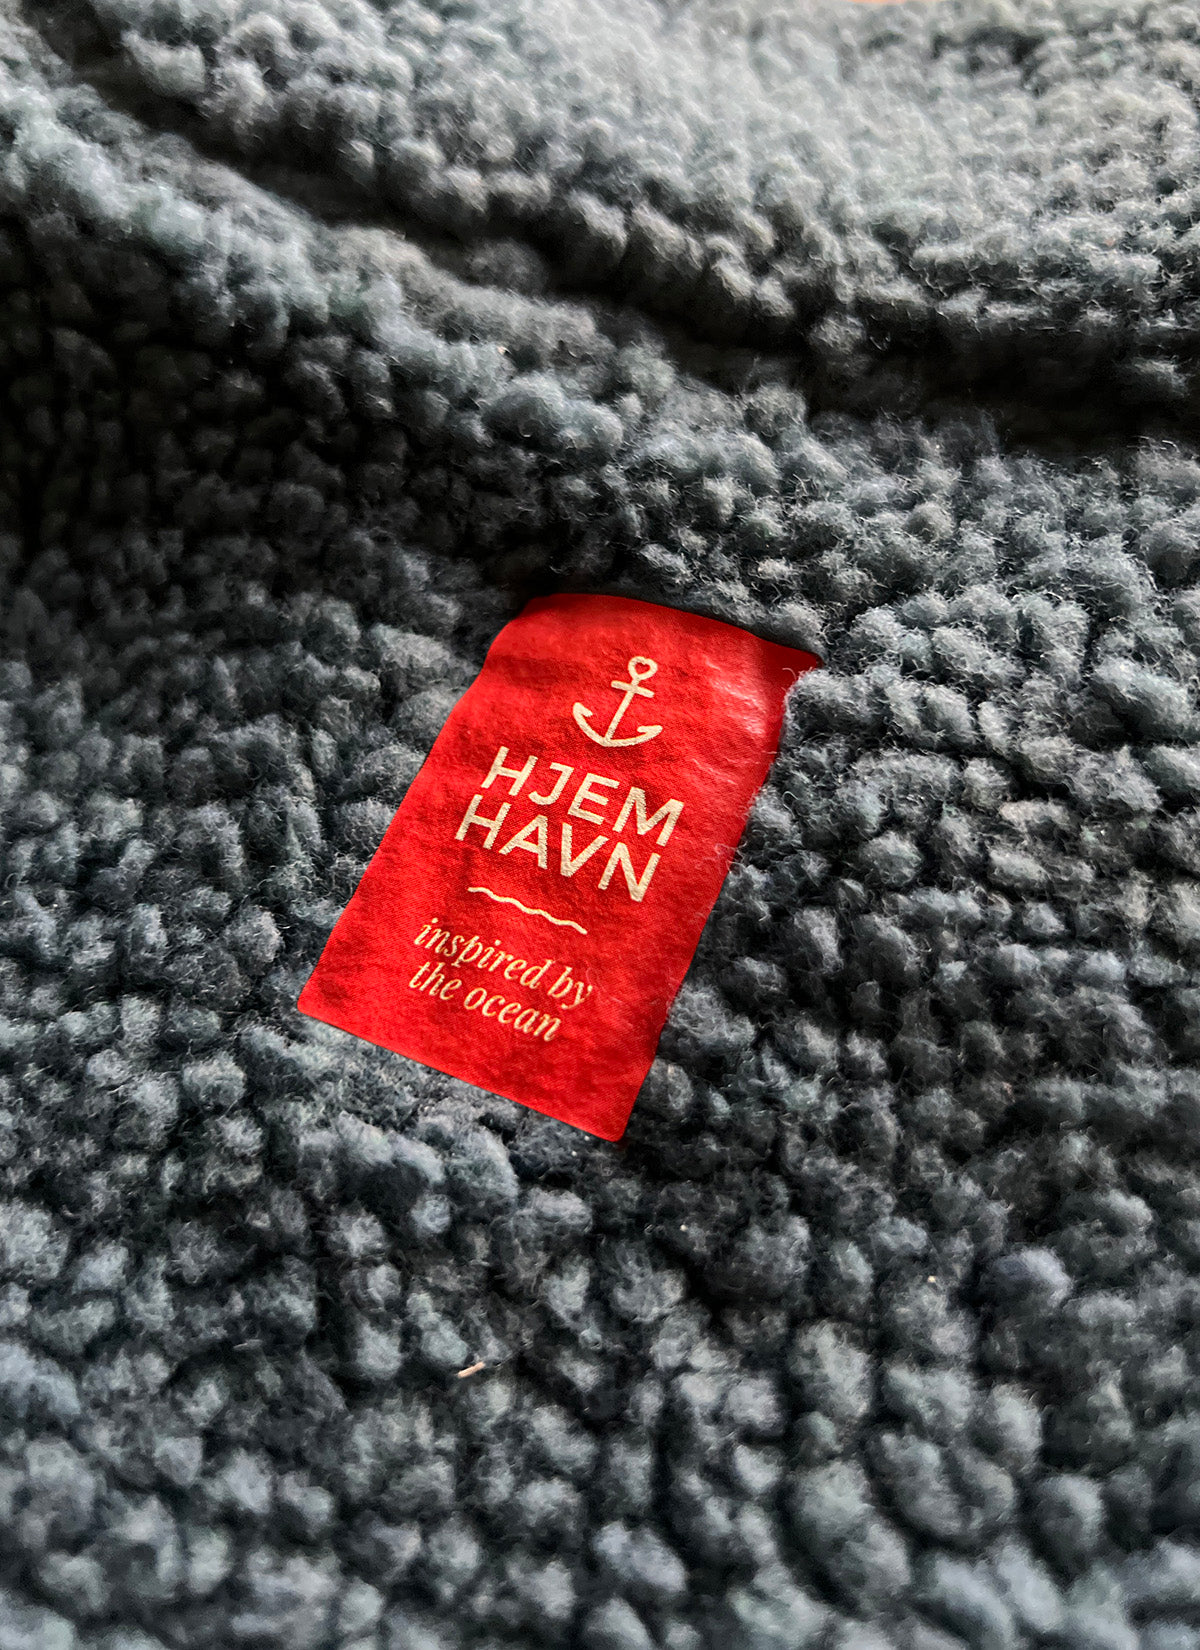 HJEM
HAVN
inspired by
the ocean